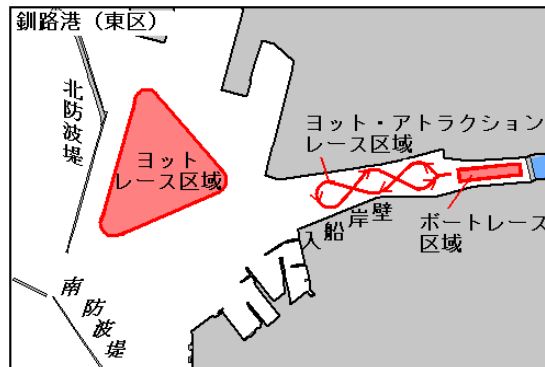 釧路港（東区）
北防波堤
ヨット
レース区域
ヨット・アトラクション
レース区域
入船岸壁
ボートレース
区域
南防波堤